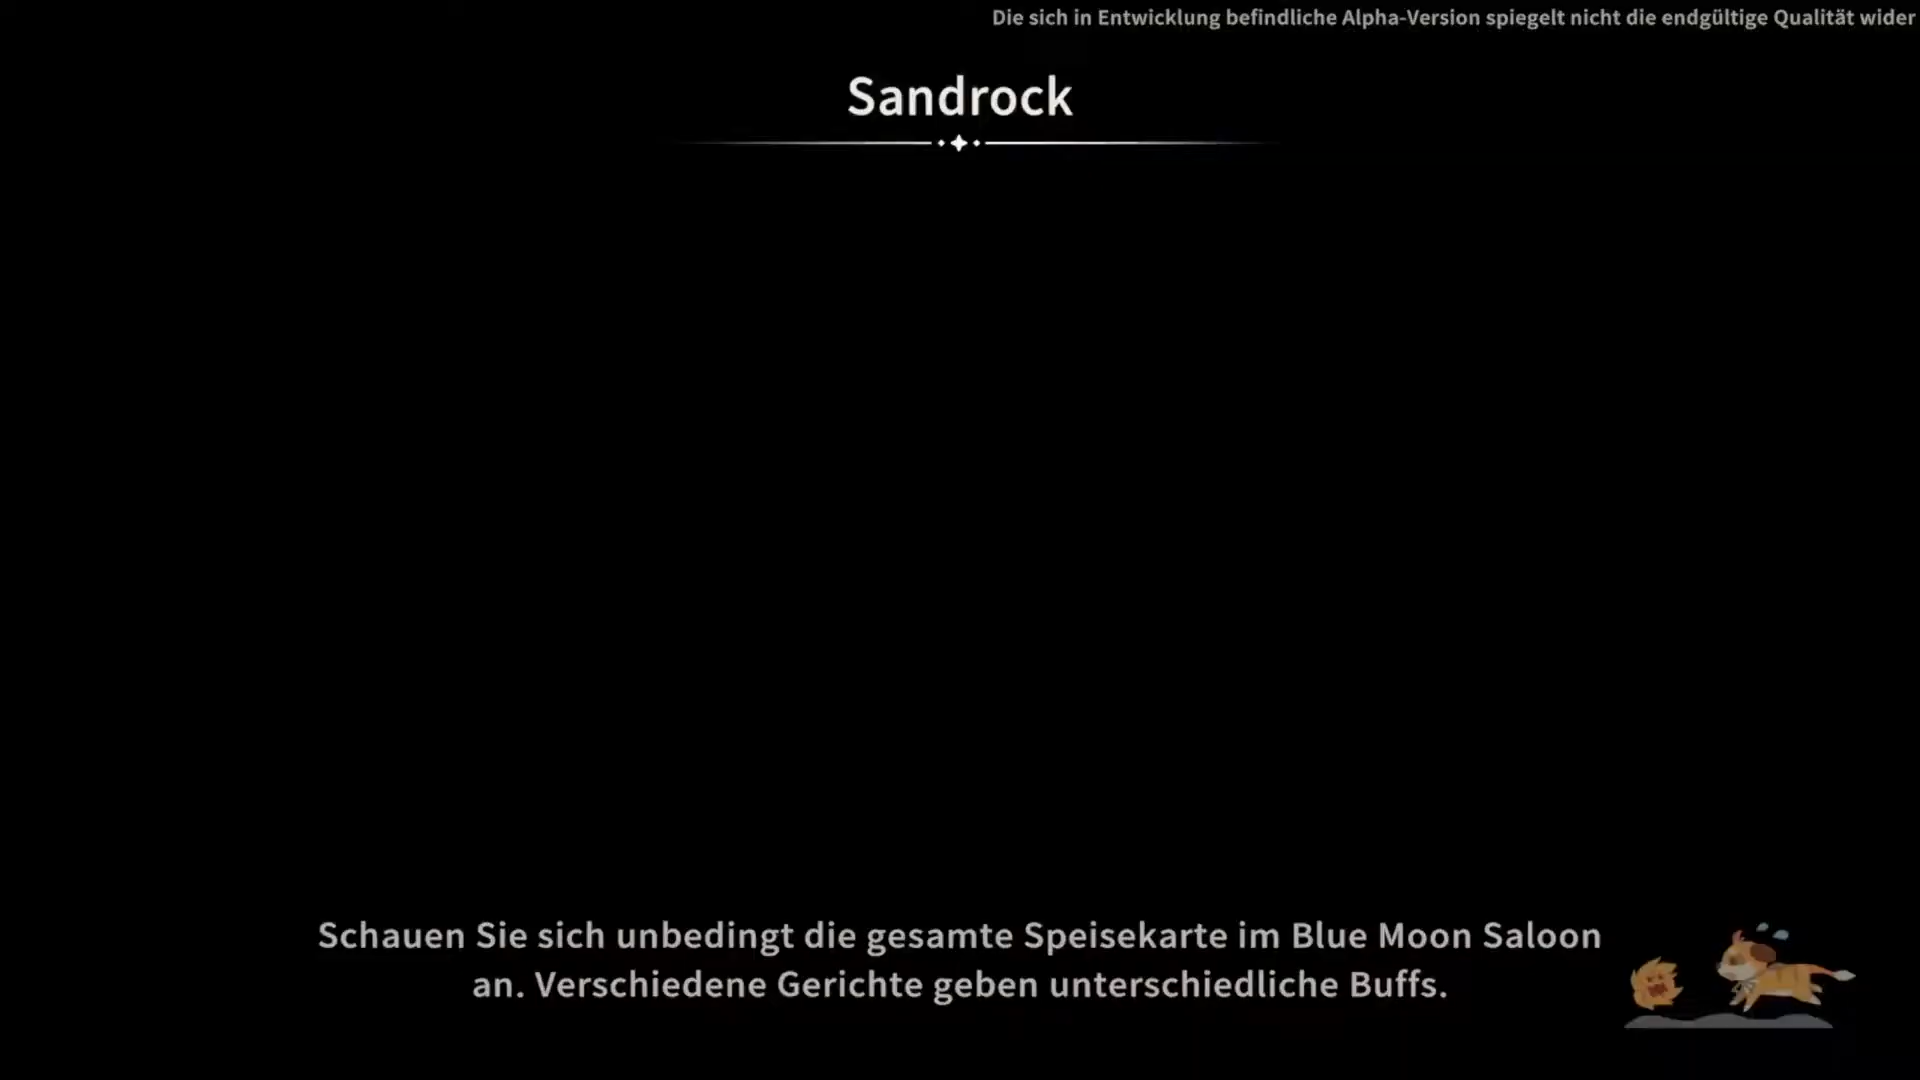 Die sich in Entwicklung befindliche Alpha-Version spiegelt nicht die endgültige Qualität wider
Sandrock
Schauen Sie sich unbedingt die gesamte Speisekarte im Blue Moon Saloon
an. Verschiedene Gerichte geben unterschiedliche Buffs.